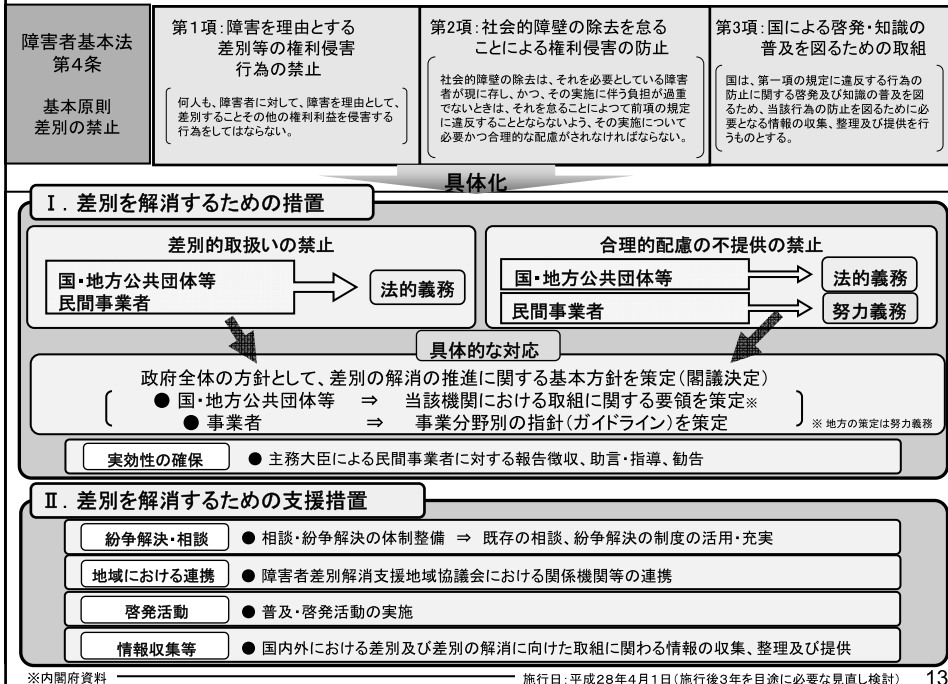 障害者基本法
第4条
基本原則
差別の禁止
第1項:障害を理由とする
差別等の権利侵害
行為の禁止
何人も、障害者に対して、障害を理由として、
差別することその他の権利利益を侵害する
行為をしてはならない。
第2項:社会的障壁の除去を怠る
ことによる権利侵害の防止
社会的障壁の除去は、それを必要としている障害
者が現に存し、かつ、その実施に伴う負担が過重
でないときは、それを怠ることによつて前項の規定
に違反することとならないよう、その実施について
必要かつ合理的な配慮がされなければならない。
第3項:国による啓発・知識の
普及を図るための取組
国は、第一項の規定に違反する行為の
防止に関する啓発及び知識の普及を図
るため、当該行為の防止を図るために必
要となる情報の収集、整理及び提供を行
うものとする。
具体化
Ⅰ.差別を解消するための措置
差別的取扱いの禁止
国・地方公共団体等
民間事業者
法的義務
合理的配慮の不提供の禁止
国・地方公共団体等
法的義務
民間事業者
努力義務
具体的な対応
政府全体の方針として、差別の解消の推進に関する基本方針を策定(閣議決定)
● 国・地方公共団体等 ⇒ 当該機関における取組に関する要領を策定※
● 事業者 ⇒ 事業分野別の指針(ガイドライン)を策定
※ 地方の策定は努力義務
実効性の確保 ● 主務大臣による民間事業者に対する報告徴収、助言・指導、勧告
Ⅱ.差別を解消するための支援措置
紛争解決・相談 ● 相談・紛争解決の体制整備 ⇒ 既存の相談、紛争解決の制度の活用・充実
地域における連携 ● 障害者差別解消支援地域協議会における関係機関等の連携
啓発活動 ● 普及・啓発活動の実施
情報収集等 ● 国内外における差別及び差別の解消に向けた取組に関わる情報の収集、整理及び提供
※内閣府資料
施行日:平成28年4月1日(施行後3年を目途に必要な見直し検討)
13